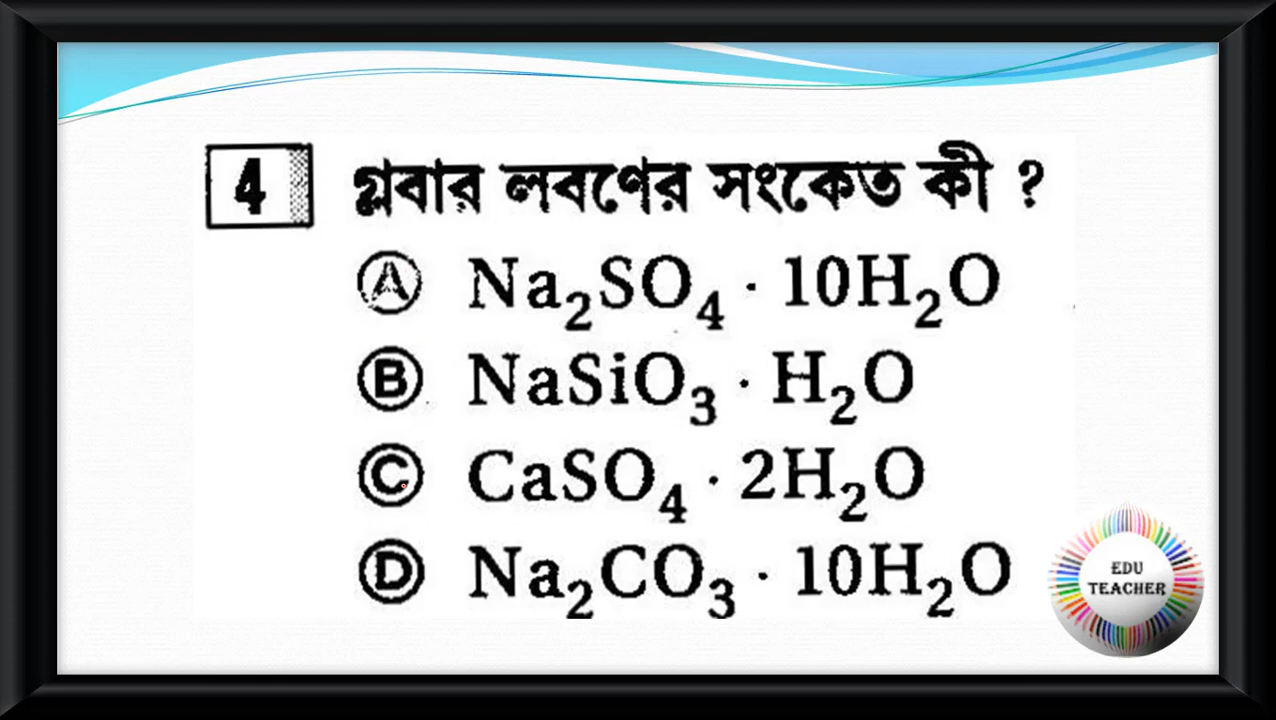 4 গ্লবার লবণের সংকেত কী ?
Ⓐ Na₂SO₄ · 10H₂O
Ⓑ NaSiO₃ · H₂O
Ⓒ CaSO₄ · 2H₂O
Ⓓ Na₂CO₃ · 10H₂O
EDU
TEACHER